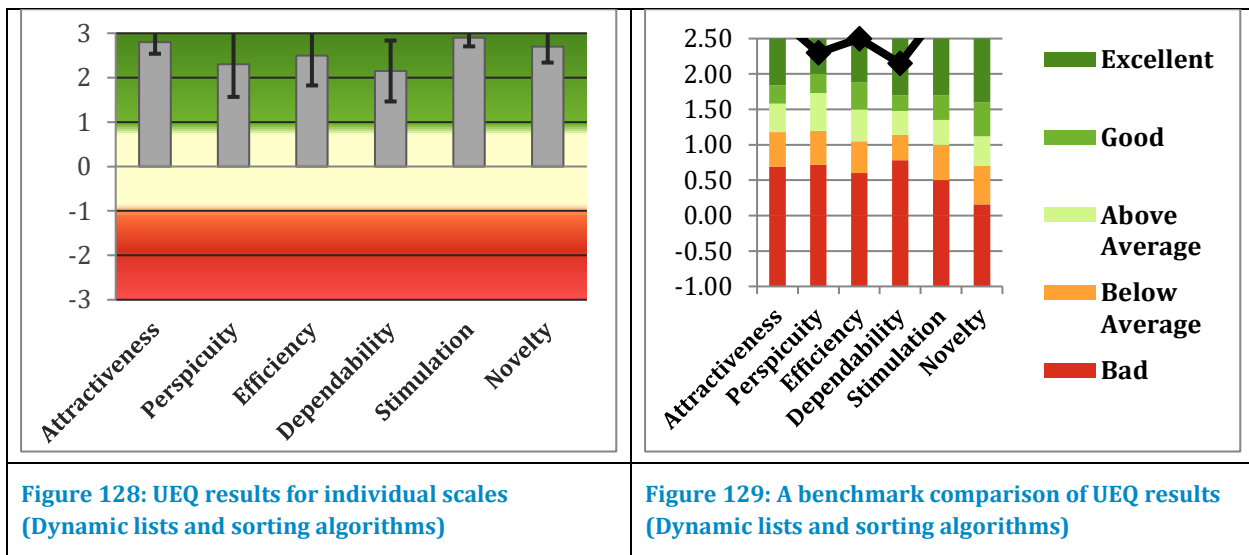 3
2
1
0
-1
-2
-3
Attractiveness
Perspicuity
Efficiency
Dependability
Stimulation
Novelty
Figure 128: UEQ results for individual scales
(Dynamic lists and sorting algorithms)
2.50
2.00
1.50
1.00
0.50
0.00
-0.50
-1.00
Attractiveness
Perspicuity
Efficiency
Dependability
Stimulation
Novelty
Excellent
Good
Above
Average
Below
Average
Bad
Figure 129: A benchmark comparison of UEQ results
(Dynamic lists and sorting algorithms)